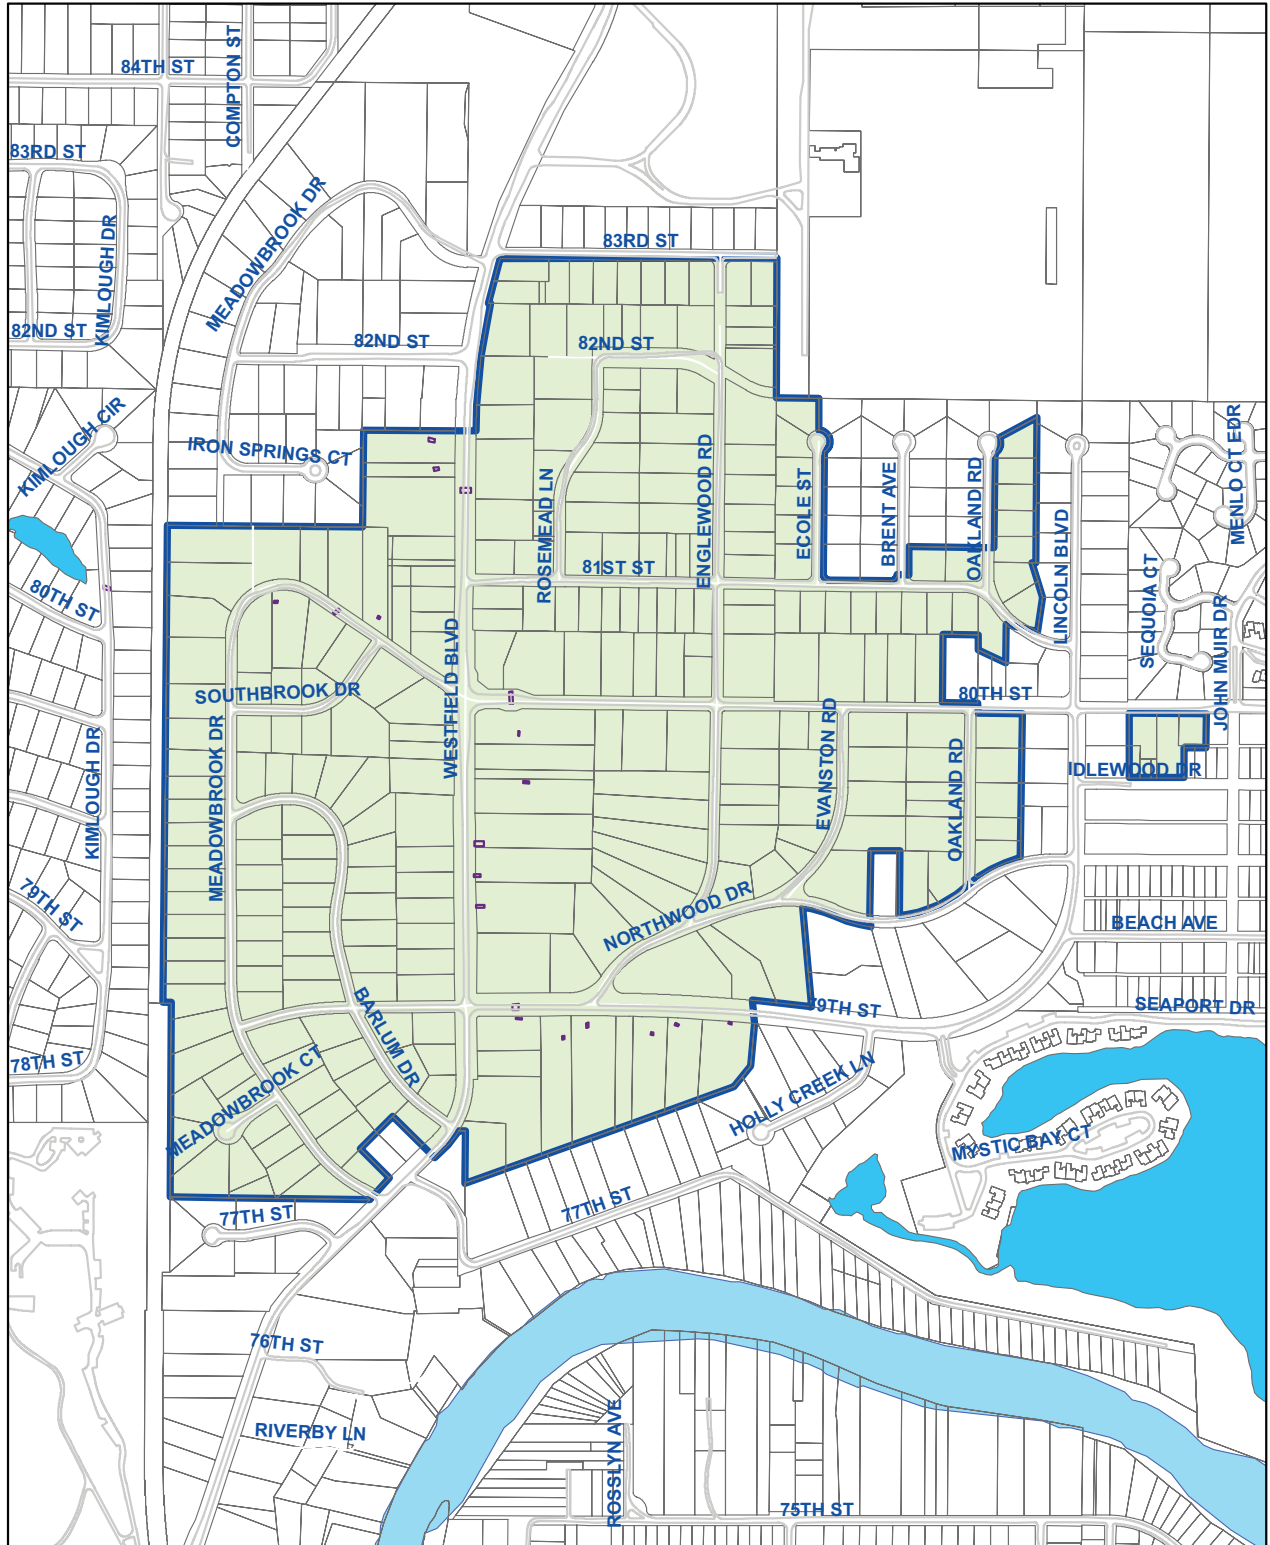 84TH ST
COMPTON ST
83RD ST
KIMLOUGH DR
MEADOWBROOK DR
83RD ST
82ND ST
82ND ST
82ND ST
KIMLOUGH CIR
IRON SPRINGS CT
ROSEMEAD LN
ENGLEWOOD RD
ECOLE ST
BRENT AVE
OAKLAND RD
LINCOLN BLVD
MENLO CT EDR
80TH ST
81ST ST
SEQUOIA CT
JOHN MUIR DR
SOUTHBROOK DR
WESTFIELD BLVD
80TH ST
MEADOWBROOK DR
KIMLOUGH DR
EVANSTON RD
OAKLAND RD
IDLEWOOD DR
79TH ST
NORTHWOOD DR
BEACH AVE
BARLUM DR
79TH ST
SEAPORT DR
78TH ST
MEADOWBROOK CT
HOLLY CREEK LN
MYSTIC BAY CT
77TH ST
77TH ST
76TH ST
RIVERBY LN
ROSSLYN AVE
75TH ST